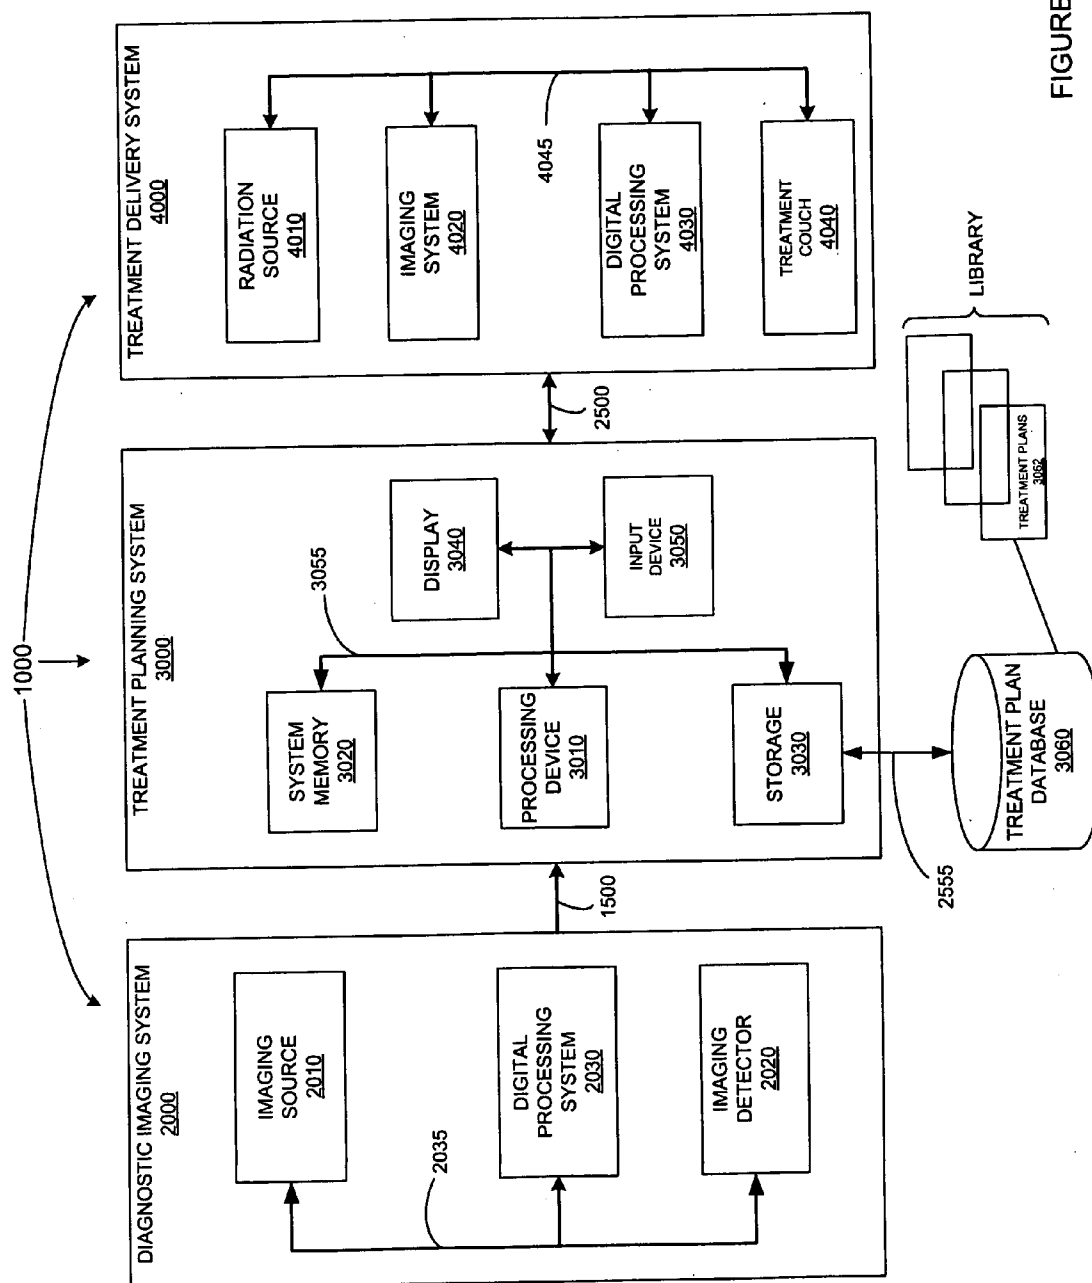 1000
DIAGNOSTIC IMAGING SYSTEM
2000
IMAGING
SOURCE
2010
DIGITAL
PROCESSING
SYSTEM
2030
IMAGING
DETECTOR
2020
2035
1500
TREATMENT PLANNING SYSTEM
3000
3055
SYSTEM
MEMORY
3020
PROCESSING
DEVICE
3010
STORAGE
3030
DISPLAY
3040
INPUT
DEVICE
3050
2500
TREATMENT DELIVERY SYSTEM
4000
RADIATION
SOURCE
4010
IMAGING
SYSTEM
4020
DIGITAL
PROCESSING
SYSTEM
4030
TREATMENT
COUCH
4040
4045
2555
TREATMENT PLAN
DATABASE
3060
TREATMENT PLANS
3062
LIBRARY
FIGURE